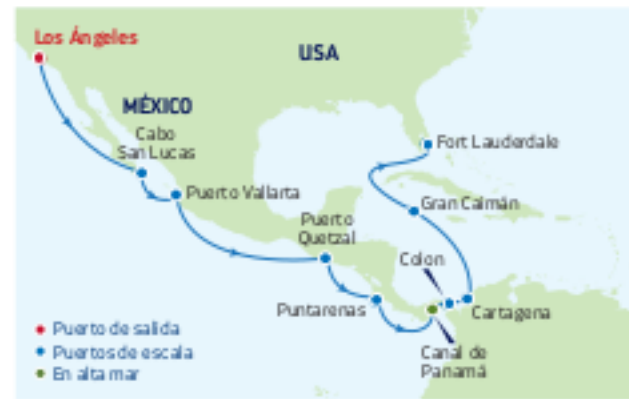 Los Ángeles
USA
MÉXICO
Cabo
San Lucas
Fort Lauderdale
Puerto Vallarta
Gran Caimán
Puerto
Quetzal
Colon
Puntarenas
Cartagena
Canal de
Panamá
Puerto de salida
Puertos de escala
En alta mar